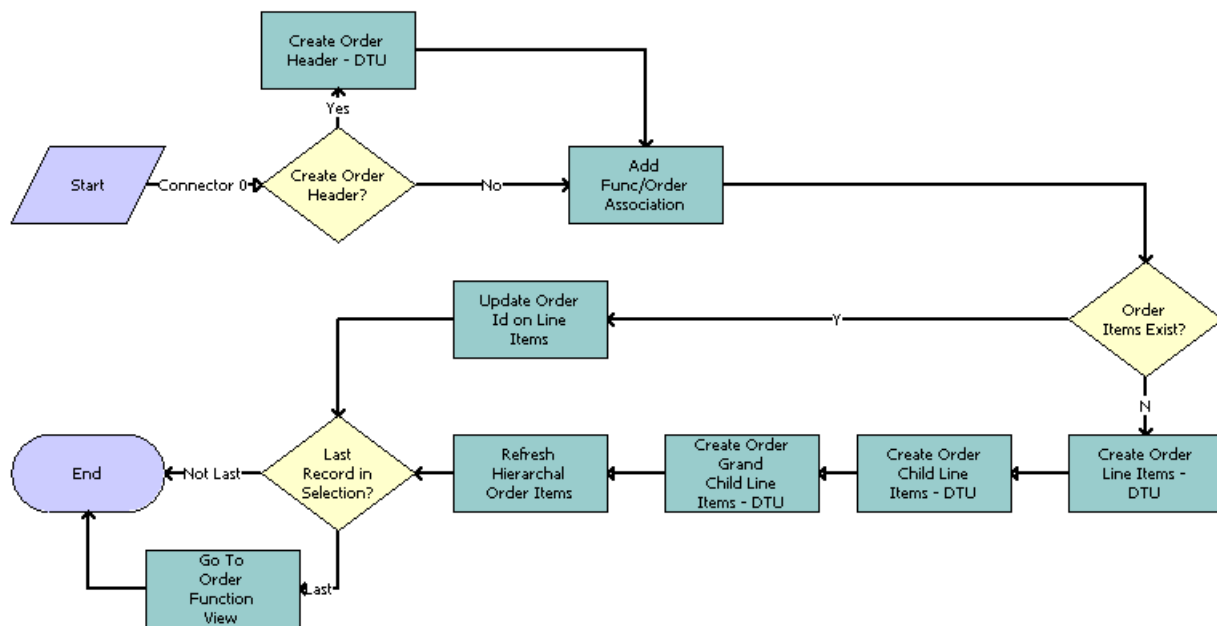 Create Order
Header - DTU
Yes
Start
Connector 0
Create Order
Header?
No
Add
Func/Order
Association
Update Order
Id on Line
Items
Y
Order
Items Exist?
N
End
Not Last
Last
Record in
Selection?
Refresh
Hierarchal
Order Items
Create Order
Grand
Child Line
Items - DTU
Create Order
Child Line
Items - DTU
Create Order
Line Items -
DTU
Go To
Order
Function
View
Last